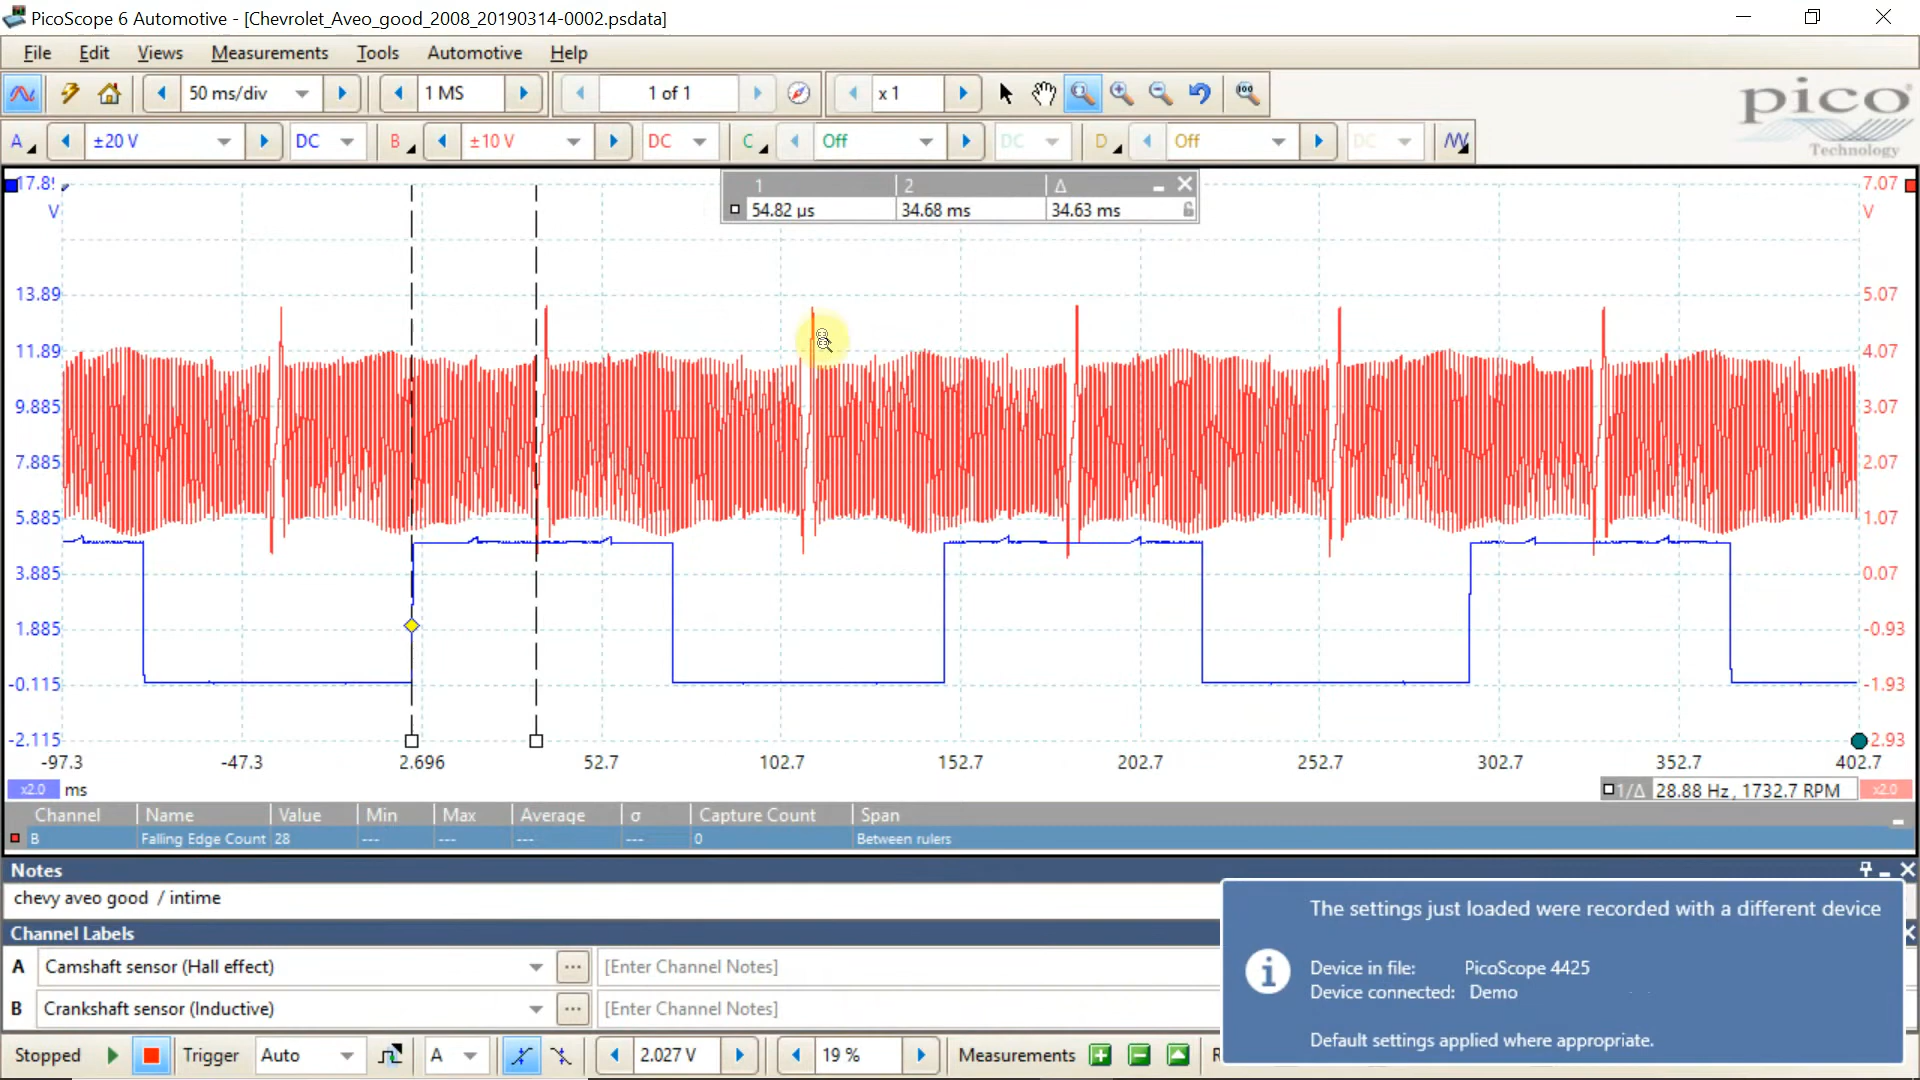 PicoScope 6 Automotive - [Chevrolet_Aveo_good_2008_20190314-0002.psdata]
File Edit Views Measurements Tools Automotive Help
50 ms/div 1 MS 1 of 1 x 1
pico
Technology
A ±20 V DC B ±10 V DC C Off DC D Off DC
1 2 Δ
54.82 µs 34.68 ms 34.63 ms
V
13.89
11.89
9.885
7.885
5.885
3.885
1.885
-0.115
-2.115
7.07
V
5.07
4.07
3.07
2.07
1.07
0.07
-0.93
-1.93
2.93
-97.3 -47.3 2.696 52.7 102.7 152.7 202.7 252.7 302.7 352.7 402.7
x2.0 ms 1/Δ 28.88 Hz, 1732.7 RPM x2.0
Channel Name Value Min Max Average σ Capture Count Span
B Falling Edge Count 28 --- --- --- --- 0 Between rulers
Notes
chevy aveo good / intime
Channel Labels
A Camshaft sensor (Hall effect) ... [Enter Channel Notes]
B Crankshaft sensor (Inductive) ... [Enter Channel Notes]
The settings just loaded were recorded with a different device
Device in file: PicoScope 4425
Device connected: Demo
Default settings applied where appropriate.
Stopped Trigger Auto A 2.027 V 19 % Measurements